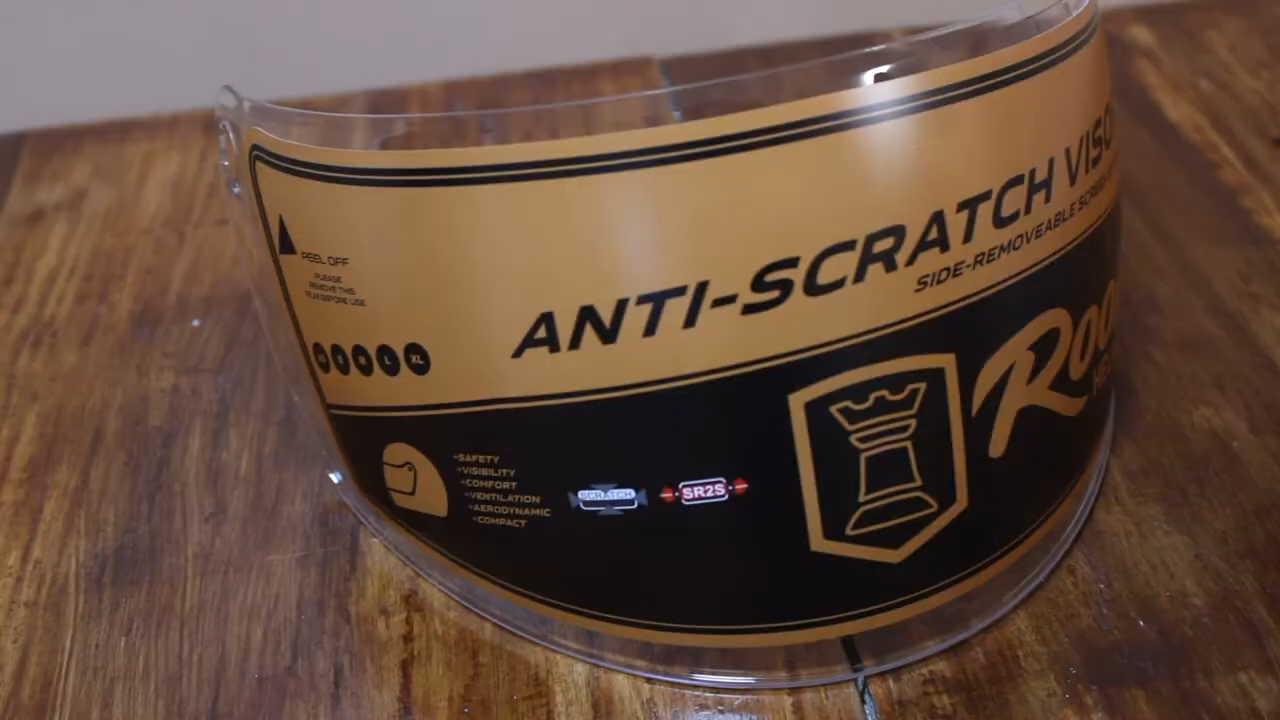 ANTI-SCRATCH VISO
SIDE-REMOVEABLE
PEEL OFF
PLEASE
REMOVE THIS
FILM BEFORE USE
S M L XL
Roo
-SAFETY
-VISIBILITY
-COMFORT
-VENTILATION
-AERODYNAMIC
-COMPACT
SCRATCH
SR2S